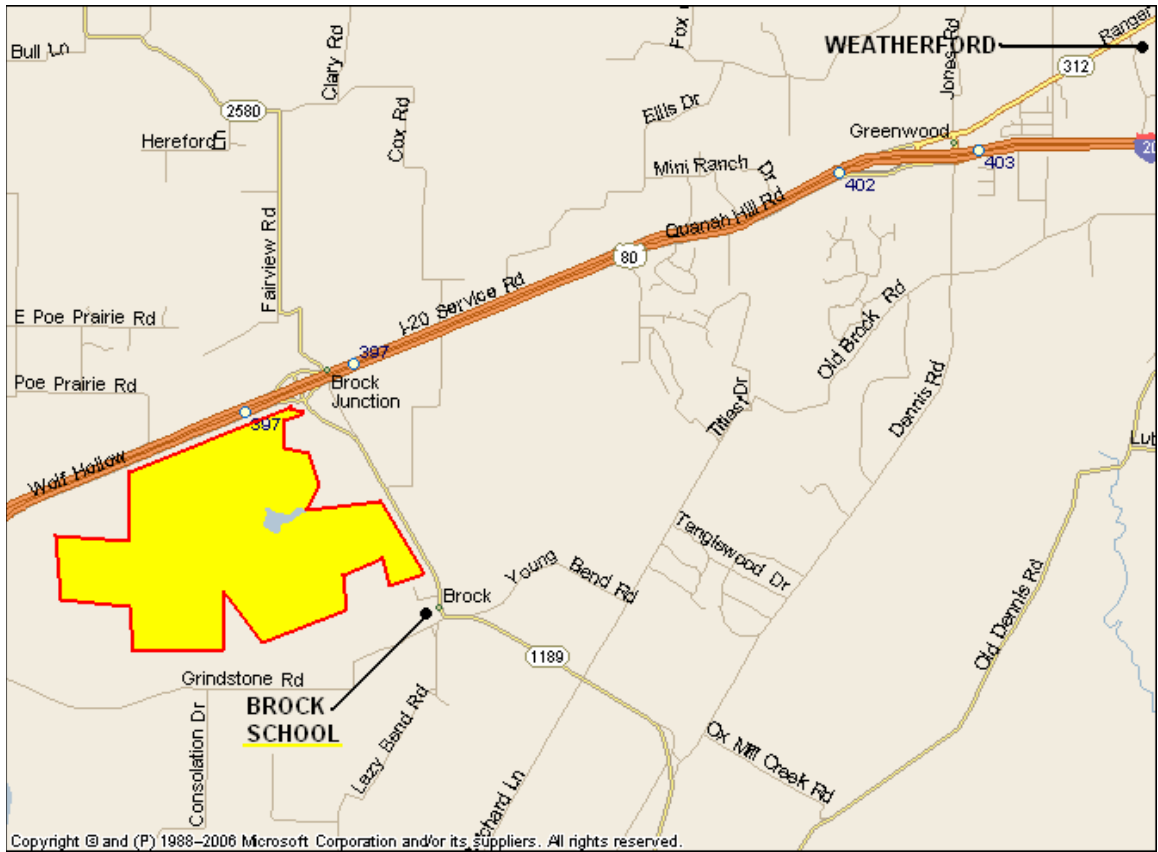 Bull Ln
Clary Rd
Fox
WEATHERFORD
Ranger
Jones Rd
312
2580
Cox Rd
Ellis Dr
Greenwood
Hereford
20
403
Mini Ranch Dr
402
Fairview Rd
Quanah Hill Rd
80
I-20 Service Rd
E Poe Prairie Rd
Old Brock Rd
397
Poe Prairie Rd
Brock
Junction
Titlest Dr
Dennis Rd
397
Wolf Hollow
Tanglewood Dr
Young Bend Rd
Brock
Old Dennis Rd
1189
Grindstone Rd
BROCK
SCHOOL
Consolation Dr
Lazy Bend Rd
Ox Mill Creek Rd
Copyright © and (P) 1988–2006 Microsoft Corporation and/or its suppliers. All rights reserved.